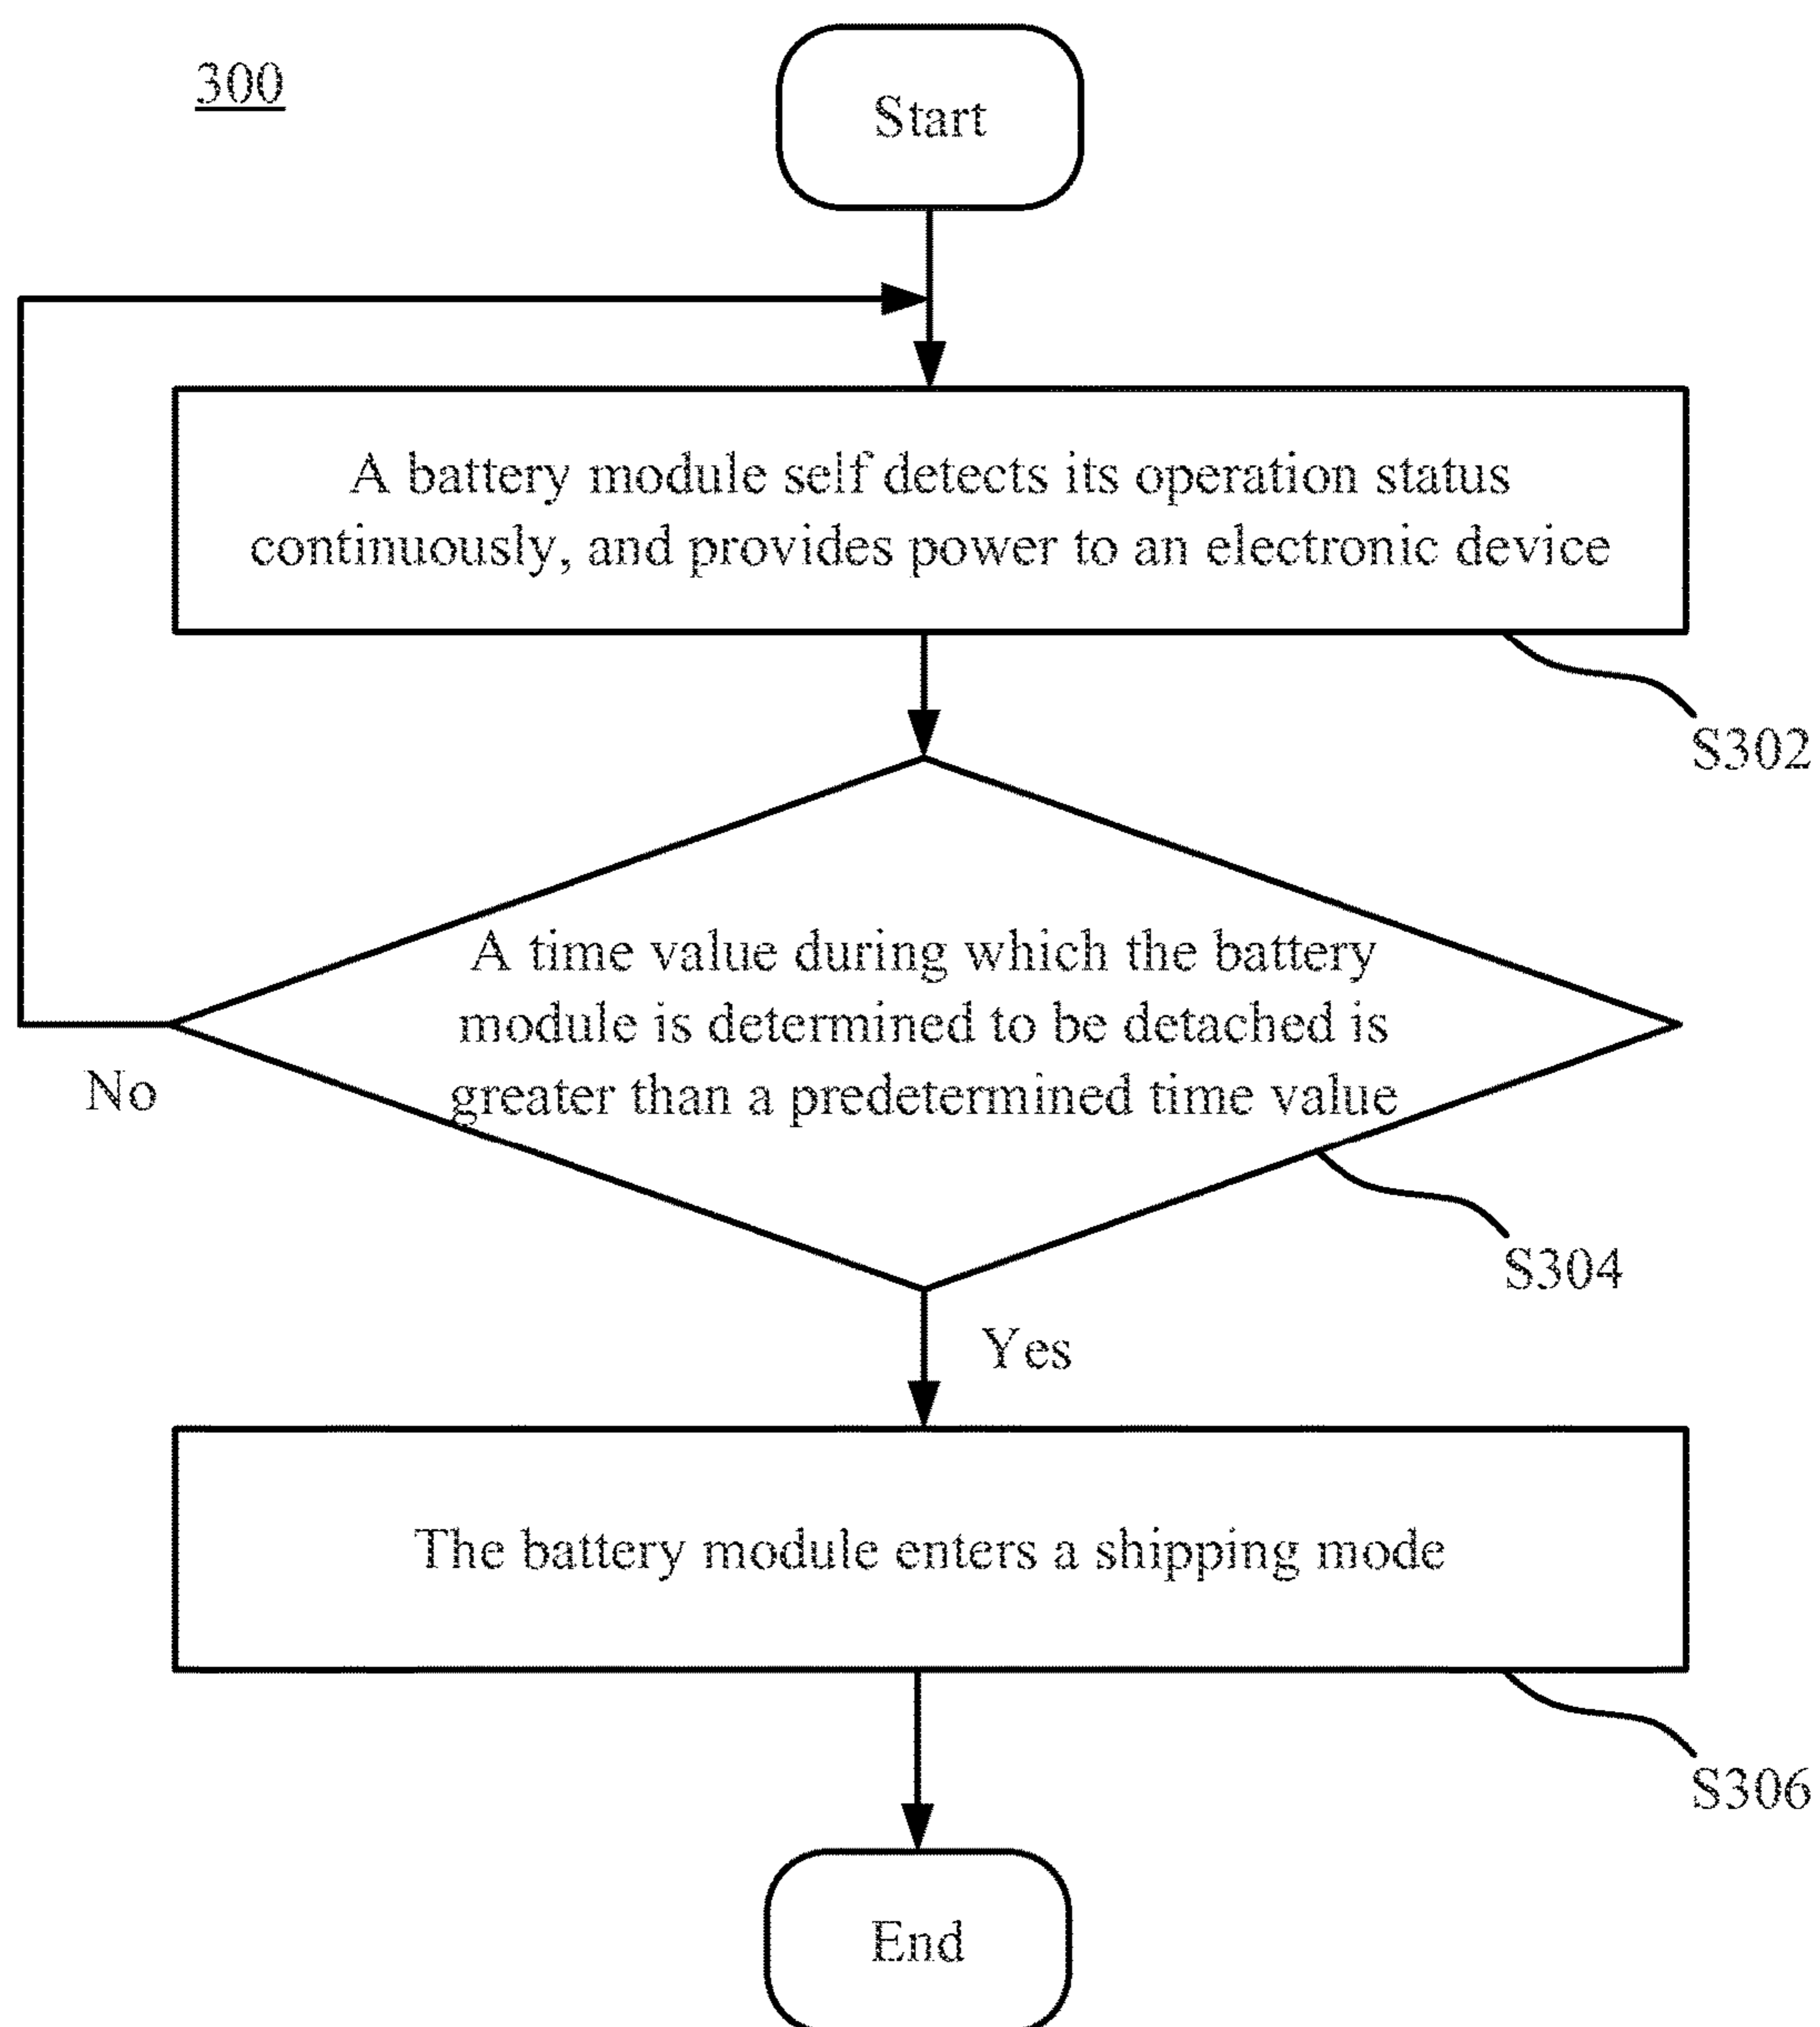 300
Start
A battery module self detects its operation status
continuously, and provides power to an electronic device
S302
A time value during which the battery
module is determined to be detached is
greater than a predetermined time value
No
S304
Yes
The battery module enters a shipping mode
S306
End